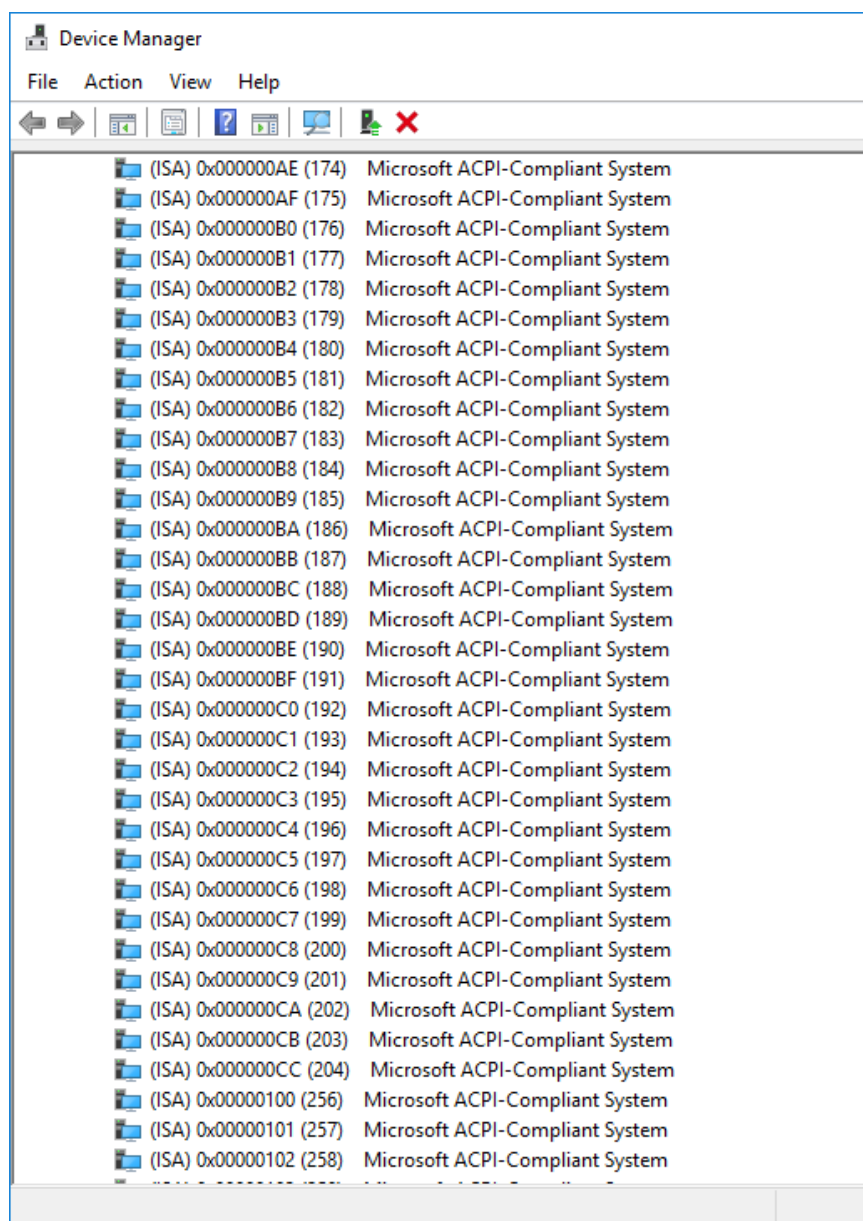 Device Manager
File Action View Help
(ISA) 0x000000AE (174) Microsoft ACPI-Compliant System
(ISA) 0x000000AF (175) Microsoft ACPI-Compliant System
(ISA) 0x000000B0 (176) Microsoft ACPI-Compliant System
(ISA) 0x000000B1 (177) Microsoft ACPI-Compliant System
(ISA) 0x000000B2 (178) Microsoft ACPI-Compliant System
(ISA) 0x000000B3 (179) Microsoft ACPI-Compliant System
(ISA) 0x000000B4 (180) Microsoft ACPI-Compliant System
(ISA) 0x000000B5 (181) Microsoft ACPI-Compliant System
(ISA) 0x000000B6 (182) Microsoft ACPI-Compliant System
(ISA) 0x000000B7 (183) Microsoft ACPI-Compliant System
(ISA) 0x000000B8 (184) Microsoft ACPI-Compliant System
(ISA) 0x000000B9 (185) Microsoft ACPI-Compliant System
(ISA) 0x000000BA (186) Microsoft ACPI-Compliant System
(ISA) 0x000000BB (187) Microsoft ACPI-Compliant System
(ISA) 0x000000BC (188) Microsoft ACPI-Compliant System
(ISA) 0x000000BD (189) Microsoft ACPI-Compliant System
(ISA) 0x000000BE (190) Microsoft ACPI-Compliant System
(ISA) 0x000000BF (191) Microsoft ACPI-Compliant System
(ISA) 0x000000C0 (192) Microsoft ACPI-Compliant System
(ISA) 0x000000C1 (193) Microsoft ACPI-Compliant System
(ISA) 0x000000C2 (194) Microsoft ACPI-Compliant System
(ISA) 0x000000C3 (195) Microsoft ACPI-Compliant System
(ISA) 0x000000C4 (196) Microsoft ACPI-Compliant System
(ISA) 0x000000C5 (197) Microsoft ACPI-Compliant System
(ISA) 0x000000C6 (198) Microsoft ACPI-Compliant System
(ISA) 0x000000C7 (199) Microsoft ACPI-Compliant System
(ISA) 0x000000C8 (200) Microsoft ACPI-Compliant System
(ISA) 0x000000C9 (201) Microsoft ACPI-Compliant System
(ISA) 0x000000CA (202) Microsoft ACPI-Compliant System
(ISA) 0x000000CB (203) Microsoft ACPI-Compliant System
(ISA) 0x000000CC (204) Microsoft ACPI-Compliant System
(ISA) 0x00000100 (256) Microsoft ACPI-Compliant System
(ISA) 0x00000101 (257) Microsoft ACPI-Compliant System
(ISA) 0x00000102 (258) Microsoft ACPI-Compliant System